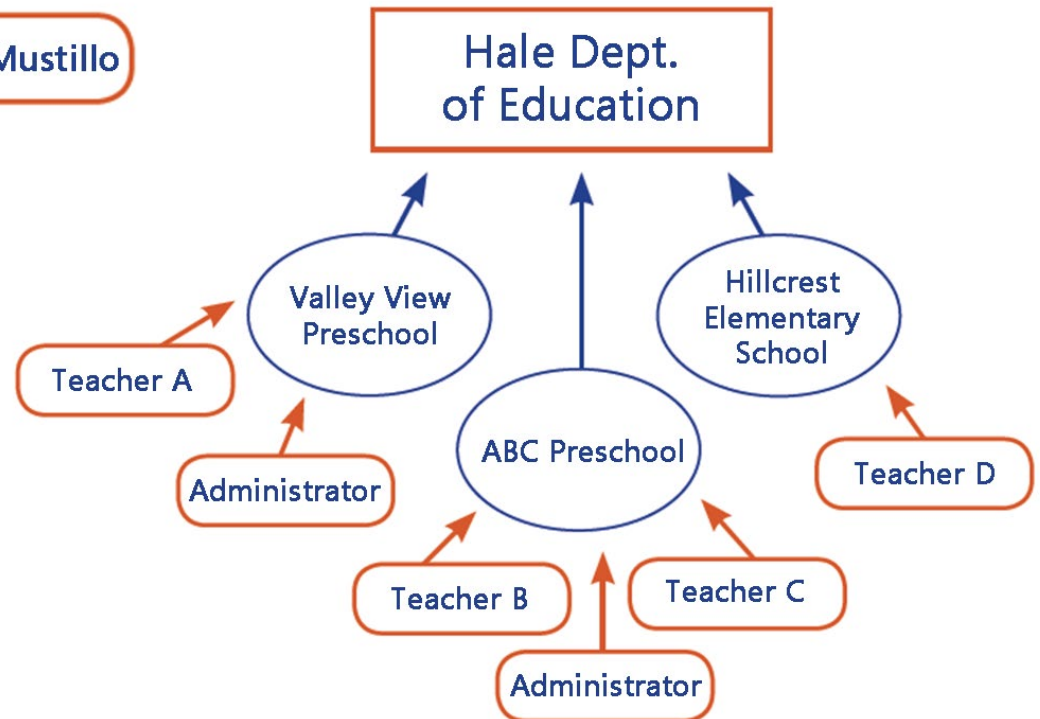 Mustillo
Hale Dept.
of Education
Valley View
Preschool
Hillcrest
Elementary
School
Teacher A
ABC Preschool
Administrator
Teacher D
Teacher B
Teacher C
Administrator